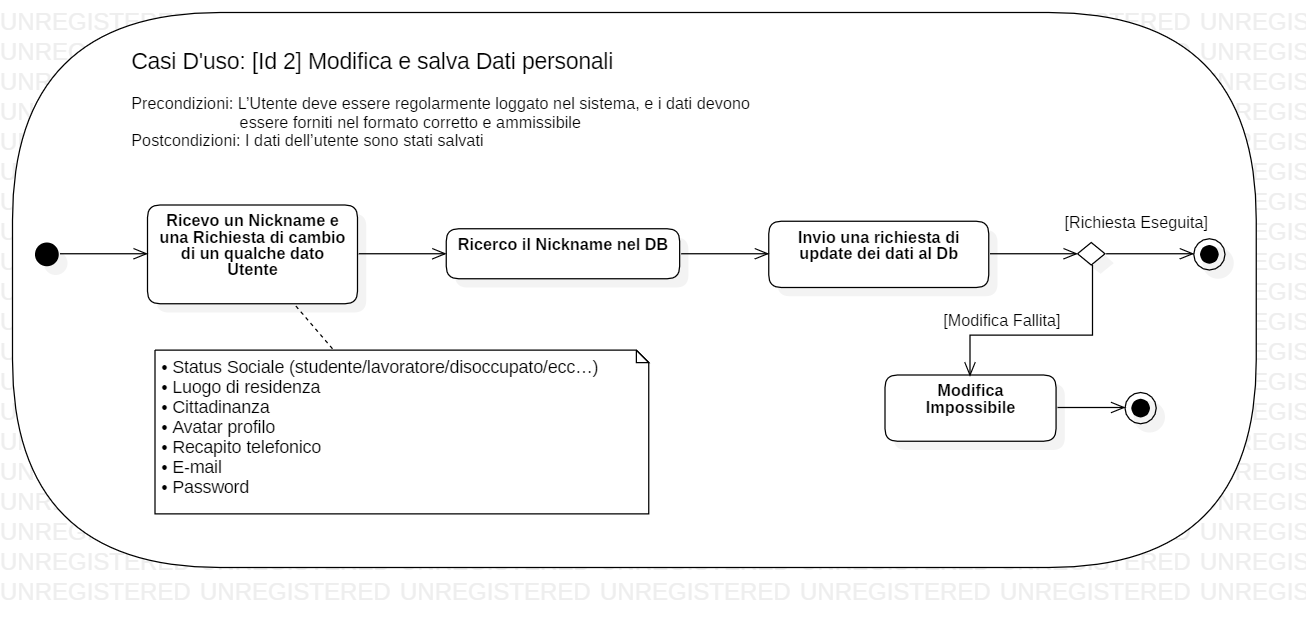 Casi D'uso: [Id 2] Modifica e salva Dati personali
Precondizioni: L’Utente deve essere regolarmente loggato nel sistema, e i dati devono
essere forniti nel formato corretto e ammissibile
Postcondizioni: I dati dell’utente sono stati salvati
Ricevo un Nickname e
una Richiesta di cambio
di un qualche dato
Utente
Ricerco il Nickname nel DB
Invio una richiesta di
update dei dati al Db
[Richiesta Eseguita]
[Modifica Fallita]
Modifica
Impossibile
• Status Sociale (studente/lavoratore/disoccupato/ecc…)
• Luogo di residenza
• Cittadinanza
• Avatar profilo
• Recapito telefonico
• E-mail
• Password
UNREGISTERED UNREGISTERED UNREGISTERED UNREGISTERED UNREGISTERED UNREGISTERED UNREGIS